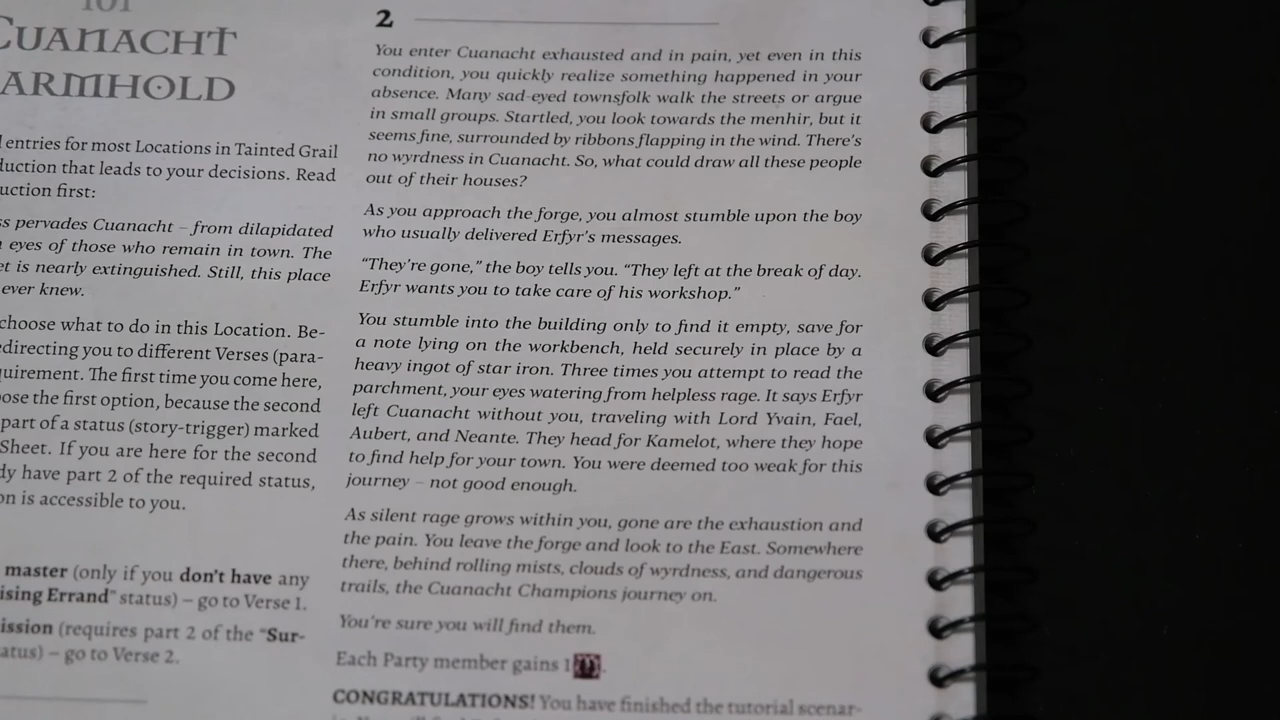 101
CUANACHT
ARMHOLD
entries for most Locations in Tainted Grail
duction that leads to your decisions. Read
uction first:
pervades Cuanacht – from dilapidated
eyes of those who remain in town. The
is nearly extinguished. Still, this place
ever knew.
choose what to do in this Location. Be-
edirecting you to different Verses (para-
quirement. The first time you come here,
ose the first option, because the second
part of a status (story-trigger) marked
Sheet. If you are here for the second
dy have part 2 of the required status,
on is accessible to you.
master (only if you don't have any
ising Errand" status) – go to Verse 1.
ission (requires part 2 of the "Sur-
atus) – go to Verse 2.
2
You enter Cuanacht exhausted and in pain, yet even in this
condition, you quickly realize something happened in your
absence. Many sad-eyed townsfolk walk the streets or argue
in small groups. Startled, you look towards the menhir, but it
seems fine, surrounded by ribbons flapping in the wind. There's
no wyrdness in Cuanacht. So, what could draw all these people
out of their houses?
As you approach the forge, you almost stumble upon the boy
who usually delivered Erfyr's messages.
"They're gone," the boy tells you. "They left at the break of day.
Erfyr wants you to take care of his workshop."
You stumble into the building only to find it empty, save for
a note lying on the workbench, held securely in place by a
heavy ingot of star iron. Three times you attempt to read the
parchment, your eyes watering from helpless rage. It says Erfyr
left Cuanacht without you, traveling with Lord Yvain, Fael,
Aubert, and Neante. They head for Kamelot, where they hope
to find help for your town. You were deemed too weak for this
journey – not good enough.
As silent rage grows within you, gone are the exhaustion and
the pain. You leave the forge and look to the East. Somewhere
there, behind rolling mists, clouds of wyrdness, and dangerous
trails, the Cuanacht Champions journey on.
You're sure you will find them.
Each Party member gains 1 .
CONGRATULATIONS! You have finished the tutorial scenar-